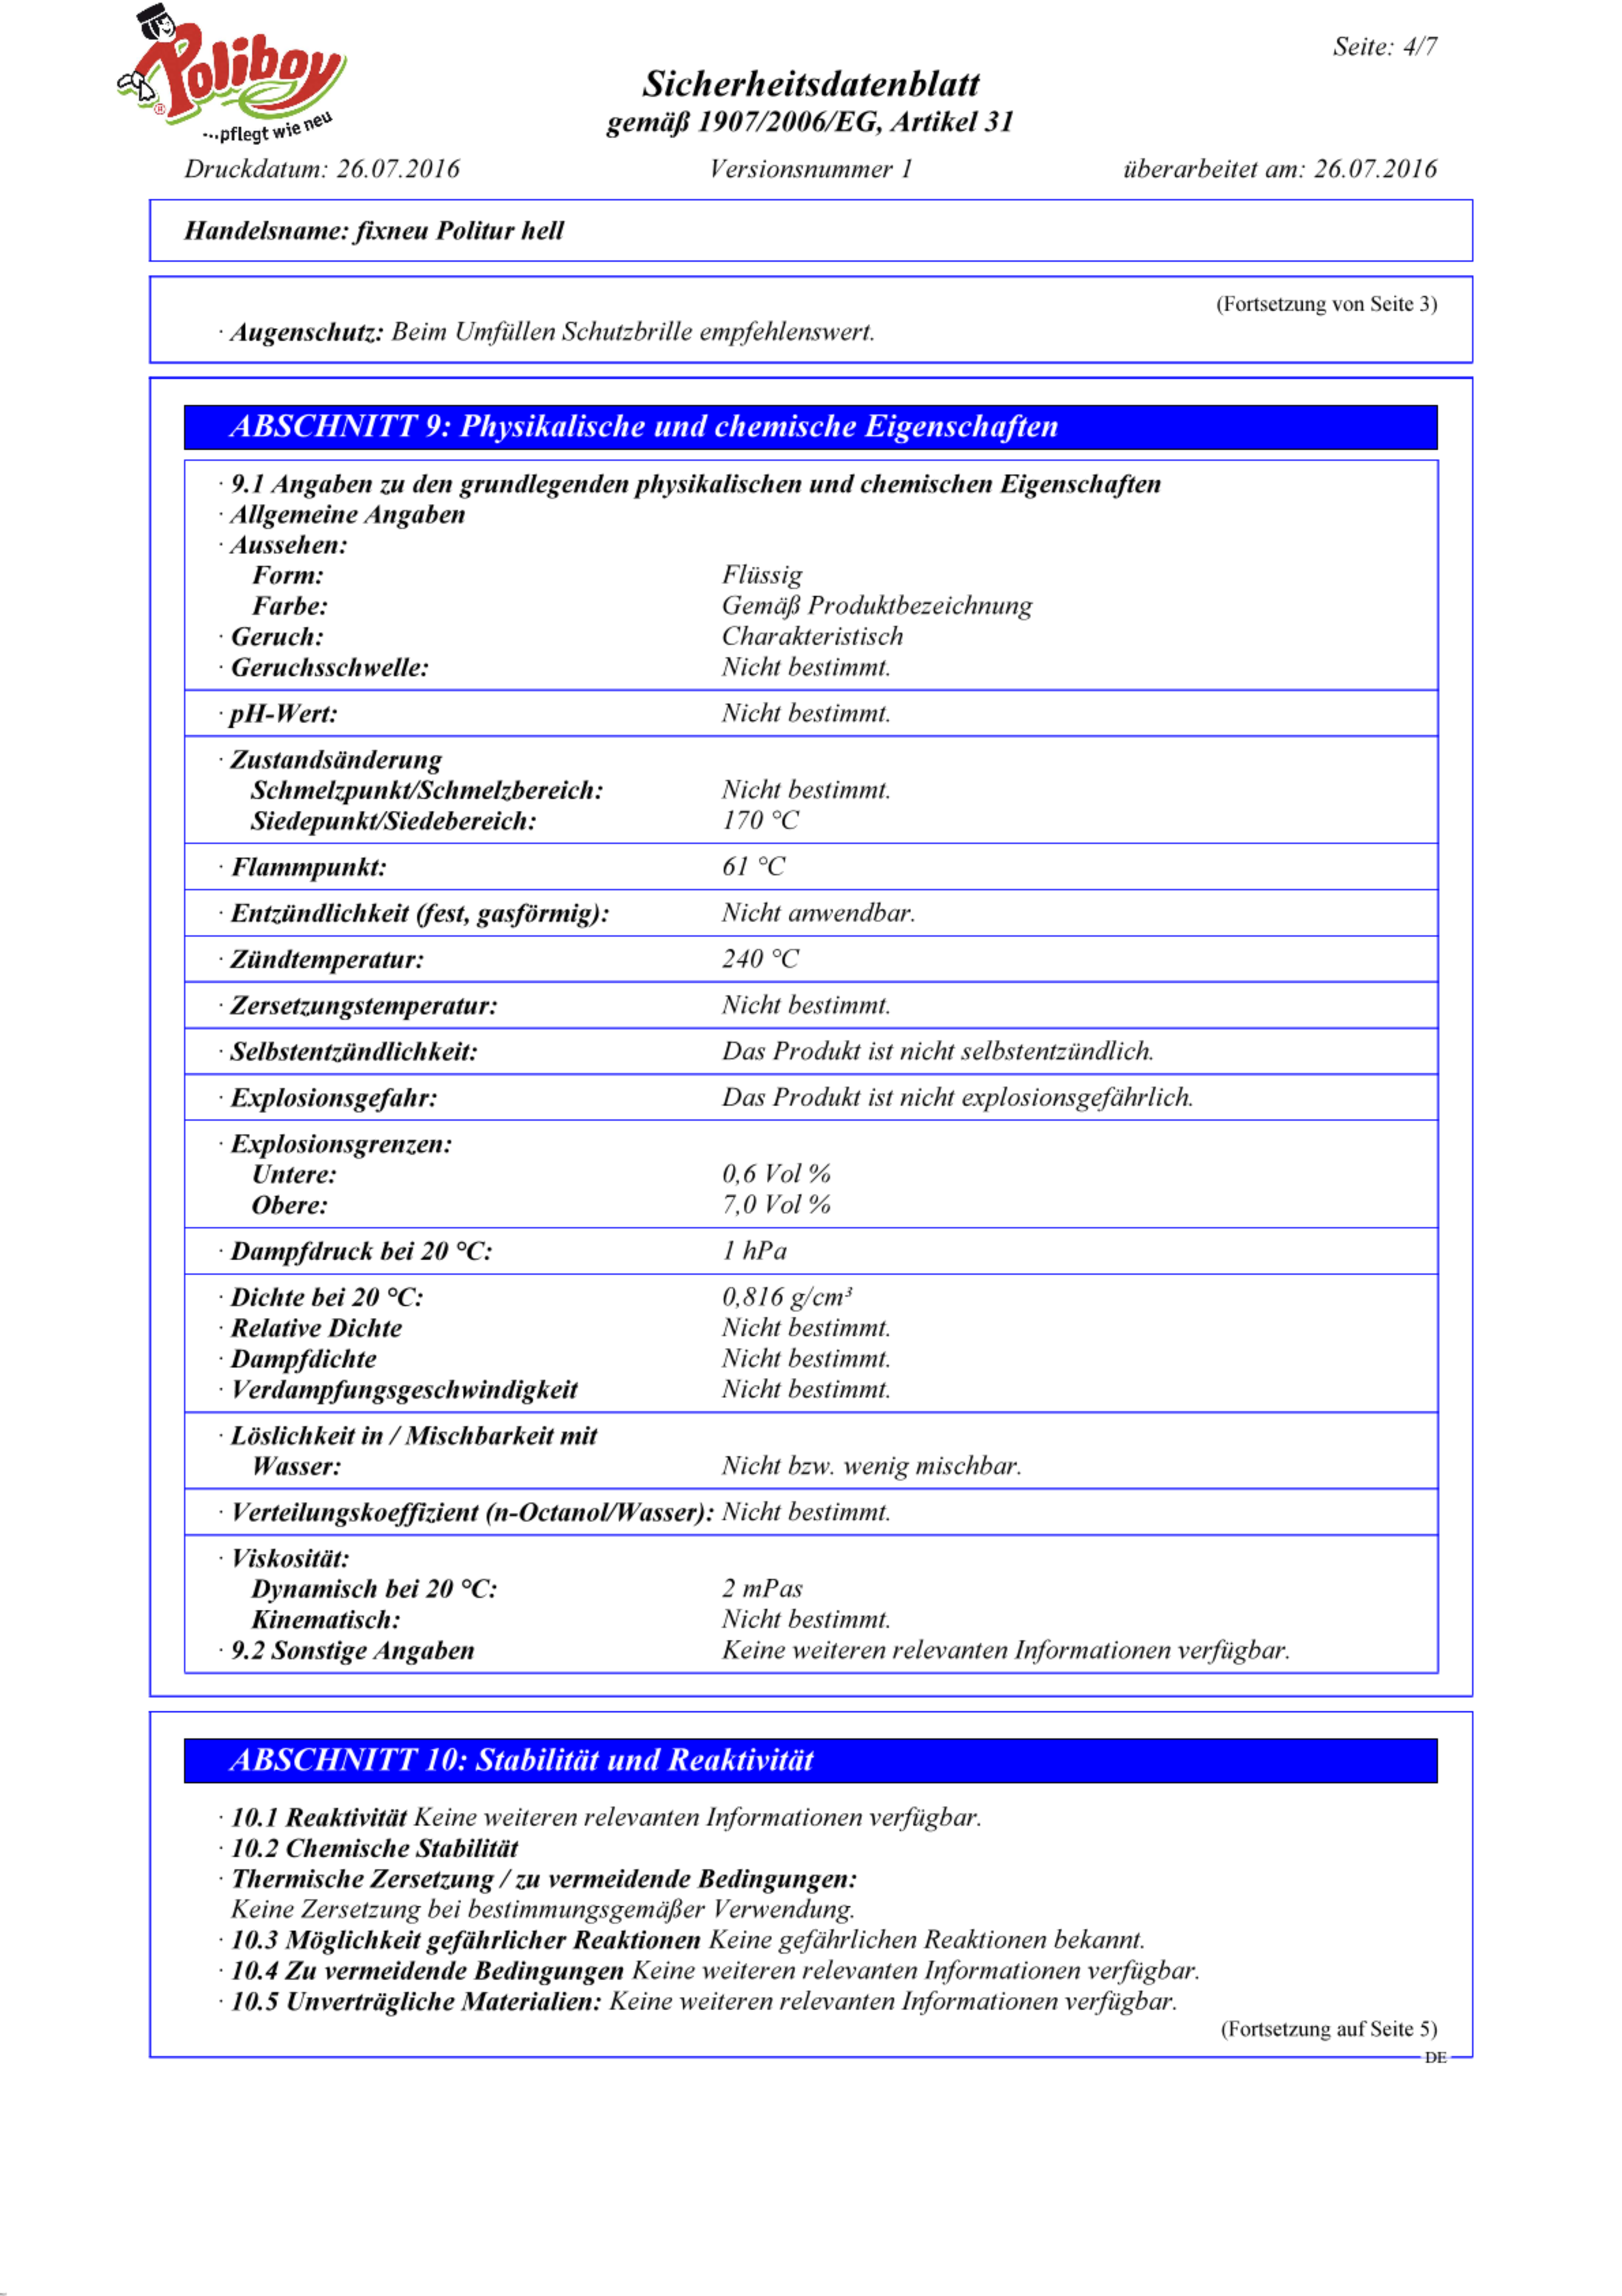 Poliboy
®
...pflegt wie neu
Seite: 4/7
Sicherheitsdatenblatt
gemäß 1907/2006/EG, Artikel 31
Druckdatum: 26.07.2016 Versionsnummer 1 überarbeitet am: 26.07.2016
Handelsname: fixneu Politur hell
(Fortsetzung von Seite 3)
· Augenschutz: Beim Umfüllen Schutzbrille empfehlenswert.
ABSCHNITT 9: Physikalische und chemische Eigenschaften
· 9.1 Angaben zu den grundlegenden physikalischen und chemischen Eigenschaften
· Allgemeine Angaben
· Aussehen:
Form: Flüssig
Farbe: Gemäß Produktbezeichnung
· Geruch: Charakteristisch
· Geruchsschwelle: Nicht bestimmt.
· pH-Wert: Nicht bestimmt.
· Zustandsänderung
Schmelzpunkt/Schmelzbereich: Nicht bestimmt.
Siedepunkt/Siedebereich: 170 °C
· Flammpunkt: 61 °C
· Entzündlichkeit (fest, gasförmig): Nicht anwendbar.
· Zündtemperatur: 240 °C
· Zersetzungstemperatur: Nicht bestimmt.
· Selbstentzündlichkeit: Das Produkt ist nicht selbstentzündlich.
· Explosionsgefahr: Das Produkt ist nicht explosionsgefährlich.
· Explosionsgrenzen:
Untere: 0,6 Vol %
Obere: 7,0 Vol %
· Dampfdruck bei 20 °C: 1 hPa
· Dichte bei 20 °C: 0,816 g/cm³
· Relative Dichte Nicht bestimmt.
· Dampfdichte Nicht bestimmt.
· Verdampfungsgeschwindigkeit Nicht bestimmt.
· Löslichkeit in / Mischbarkeit mit
Wasser: Nicht bzw. wenig mischbar.
· Verteilungskoeffizient (n-Octanol/Wasser): Nicht bestimmt.
· Viskosität:
Dynamisch bei 20 °C: 2 mPas
Kinematisch: Nicht bestimmt.
· 9.2 Sonstige Angaben Keine weiteren relevanten Informationen verfügbar.
ABSCHNITT 10: Stabilität und Reaktivität
· 10.1 Reaktivität Keine weiteren relevanten Informationen verfügbar.
· 10.2 Chemische Stabilität
· Thermische Zersetzung / zu vermeidende Bedingungen:
Keine Zersetzung bei bestimmungsgemäßer Verwendung.
· 10.3 Möglichkeit gefährlicher Reaktionen Keine gefährlichen Reaktionen bekannt.
· 10.4 Zu vermeidende Bedingungen Keine weiteren relevanten Informationen verfügbar.
· 10.5 Unverträgliche Materialien: Keine weiteren relevanten Informationen verfügbar.
(Fortsetzung auf Seite 5)
DE